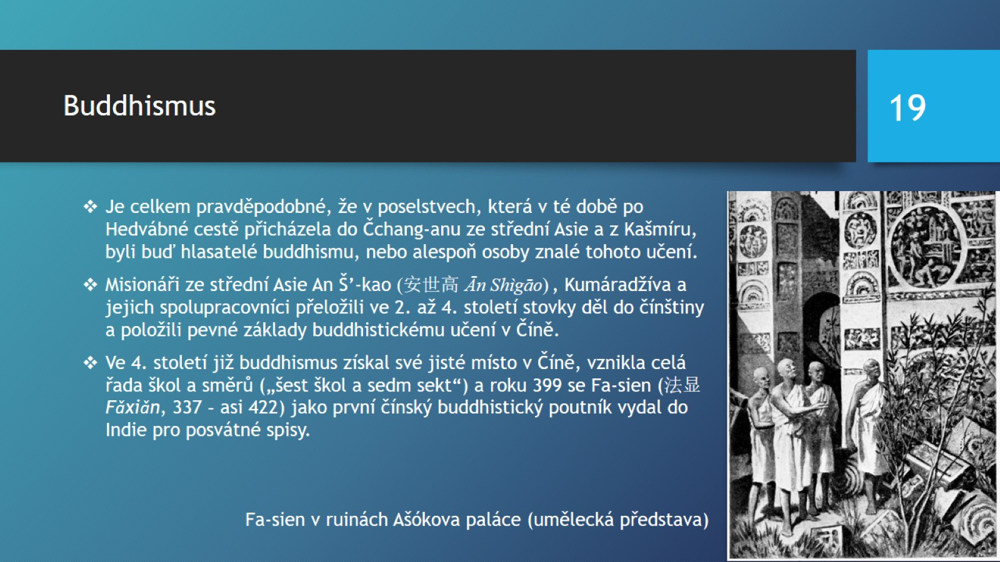 Buddhismus
19
❖ Je celkem pravděpodobné, že v poselstvech, která v té době po
Hedvábné cestě přicházela do Čchang-anu ze střední Asie a z Kašmíru,
byli buď hlasatelé buddhismu, nebo alespoň osoby znalé tohoto učení.
❖ Misionáři ze střední Asie An Š’-kao (安世高 Ān Shìgāo) , Kumáradžíva a
jejich spolupracovníci přeložili ve 2. až 4. století stovky děl do čínštiny
a položili pevné základy buddhistickému učení v Číně.
❖ Ve 4. století již buddhismus získal své jisté místo v Číně, vznikla celá
řada škol a směrů („šest škol a sedm sekt“) a roku 399 se Fa-sien (法显
Fǎxiǎn, 337 – asi 422) jako první čínský buddhistický poutník vydal do
Indie pro posvátné spisy.
Fa-sien v ruinách Ašókova paláce (umělecká představa)